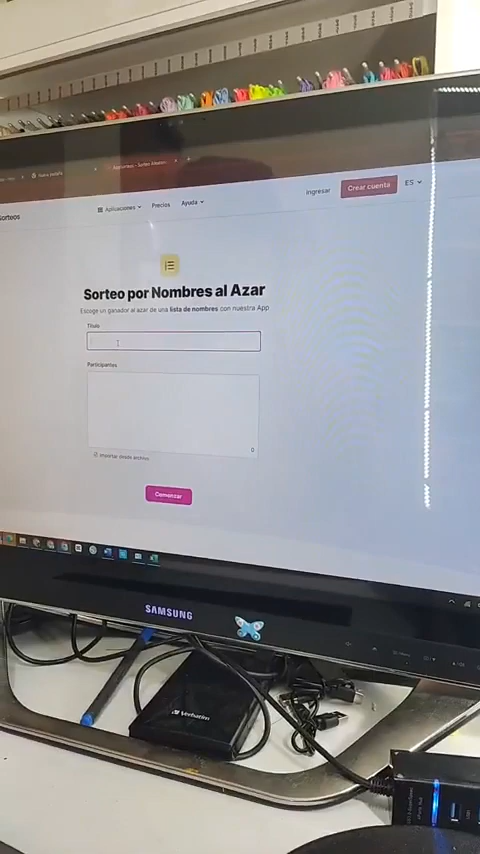 Sorteos
Aplicaciones
Precios
Ayuda
Ingresar
Crear cuenta
ES
Sorteo por Nombres al Azar
Escoge un ganador al azar de una lista de nombres con nuestra App
Título
Participantes
0
Importar desde archivo
Comenzar
SAMSUNG
Verbatim